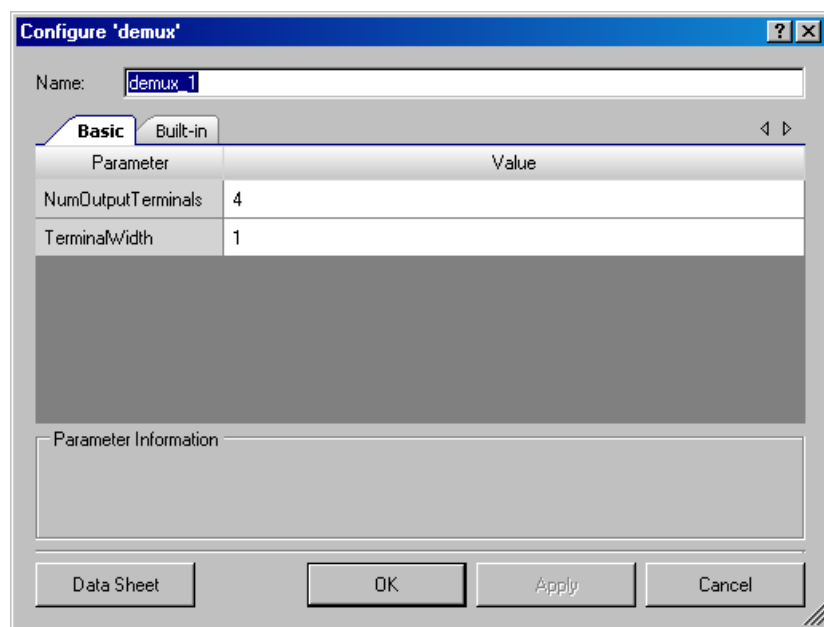 Configure 'demux'
Name: demux_1
Basic Built-in
Parameter Value
NumOutputTerminals 4
TerminalWidth 1
Parameter Information
Data Sheet OK Apply Cancel